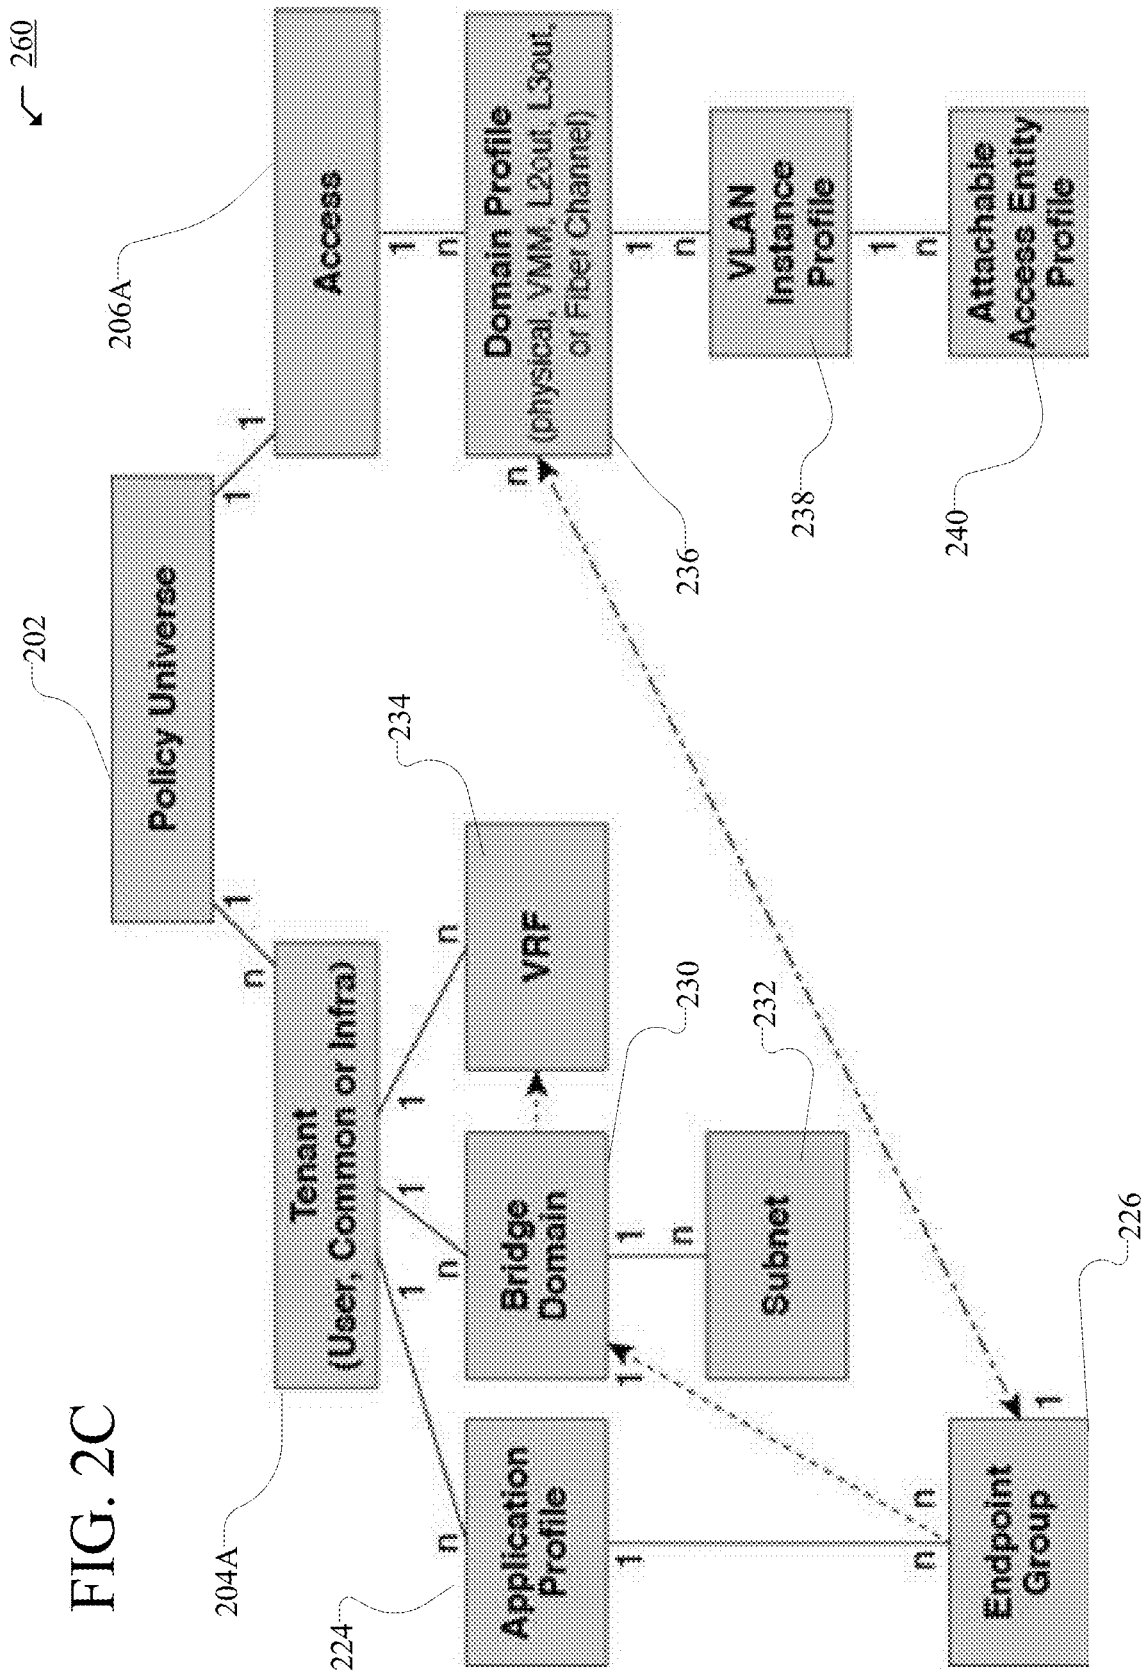 FIG. 2C
260
202
Policy Universe
1
1
n
1
204A
Tenant
(User, Common or Infra)
206A
Access
1
1
1
n
n
n
1
n
224
Application
Profile
Bridge
Domain
VRF
234
Domain Profile
(physical, VMM, L2out, L3out,
or Fiber Channel)
n
1
1
1
n
230
236
1
n
Subnet
232
VLAN
Instance
Profile
238
1
n
n
n
Endpoint
Group
1
226
Attachable
Access Entity
Profile
240